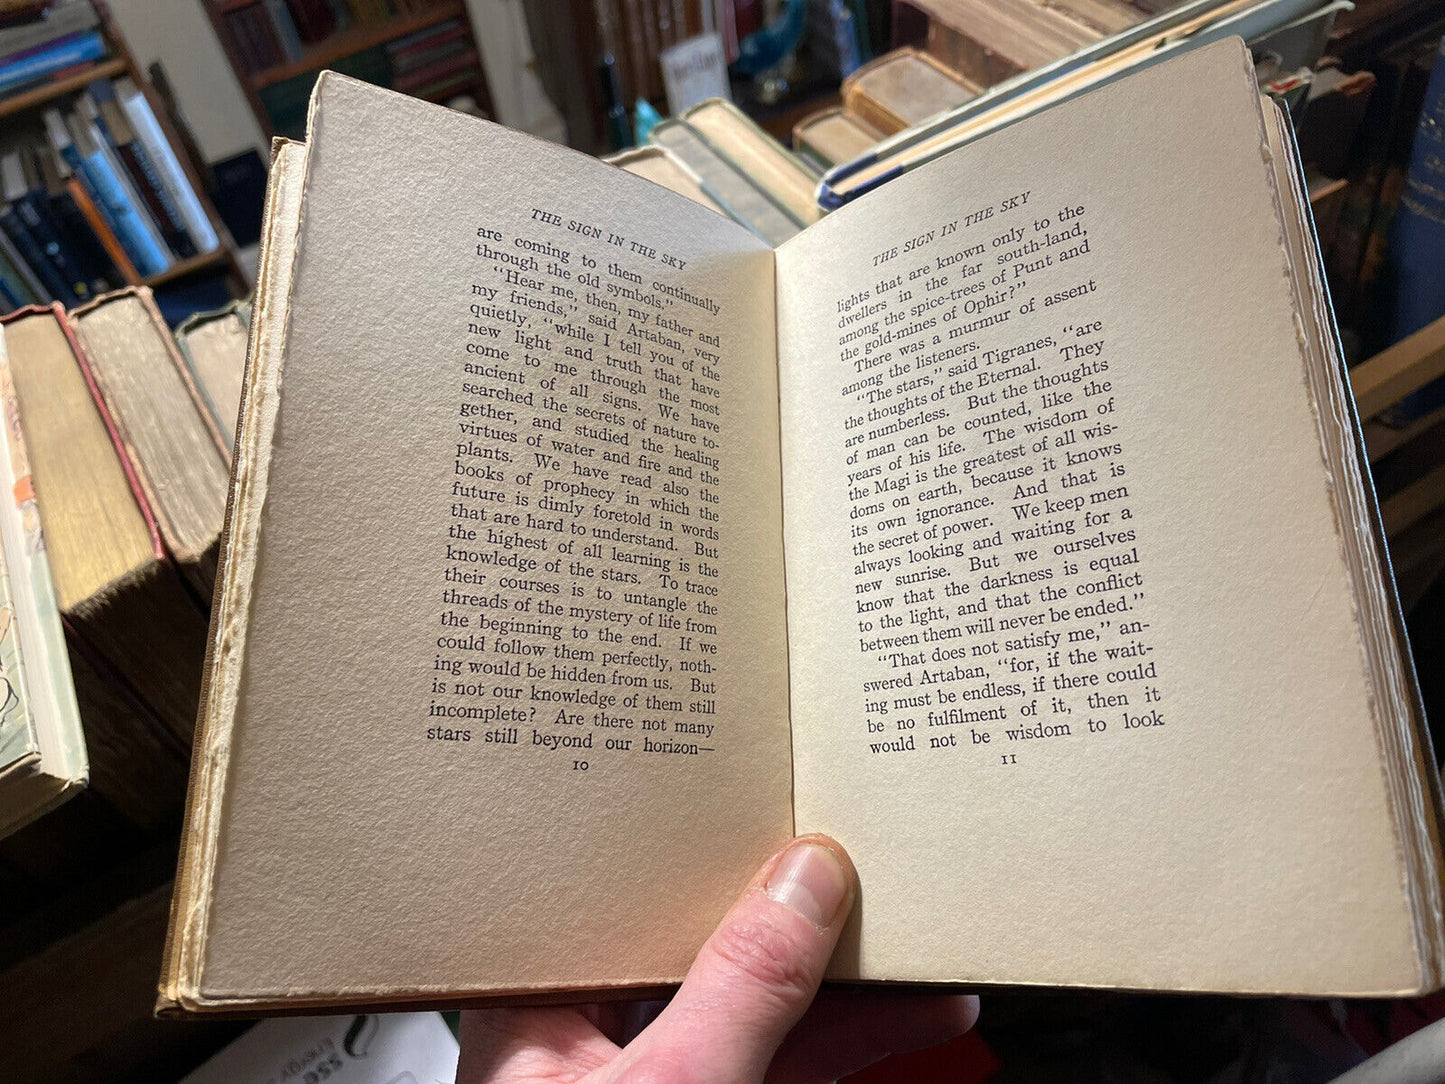 THE SIGN IN THE SKY
are coming to them continually
through the old symbols."
"Hear me, then, my father and
my friends," said Artaban, very
quietly, "while I tell you of the
new light and truth that have
come to me through the most
ancient of all signs. We have
searched the secrets of nature to-
gether, and studied the healing
virtues of water and fire and the
plants. We have read also the
books of prophecy in which the
future is dimly foretold in words
that are hard to understand. But
the highest of all learning is the
knowledge of the stars. To trace
their courses is to untangle the
threads of the mystery of life from
the beginning to the end. If we
could follow them perfectly, noth-
ing would be hidden from us. But
is not our knowledge of them still
incomplete? Are there not many
stars still beyond our horizon—
10
THE SIGN IN THE SKY
lights that are known only to the
dwellers in the far south-land,
among the spice-trees of Punt and
the gold-mines of Ophir?"
There was a murmur of assent
among the listeners.
"The stars," said Tigranes, "are
the thoughts of the Eternal. They
are numberless. But the thoughts
of man can be counted, like the
years of his life. The wisdom of
the Magi is the greatest of all wis-
doms on earth, because it knows
its own ignorance. And that is
the secret of power. We keep men
always looking and waiting for a
new sunrise. But we ourselves
know that the darkness is equal
to the light, and that the conflict
between them will never be ended."
"That does not satisfy me," an-
swered Artaban, "for, if the wait-
ing must be endless, if there could
be no fulfilment of it, then it
would not be wisdom to look
11
sse
Energy